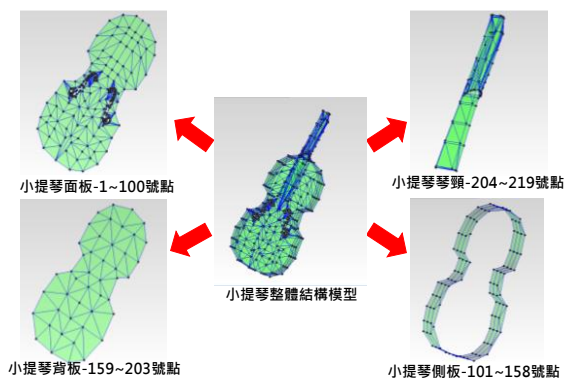 小提琴面板-1~100號點
小提琴琴頸-204~219號點
小提琴整體結構模型
小提琴背板-159~203號點
小提琴側板-101~158號點